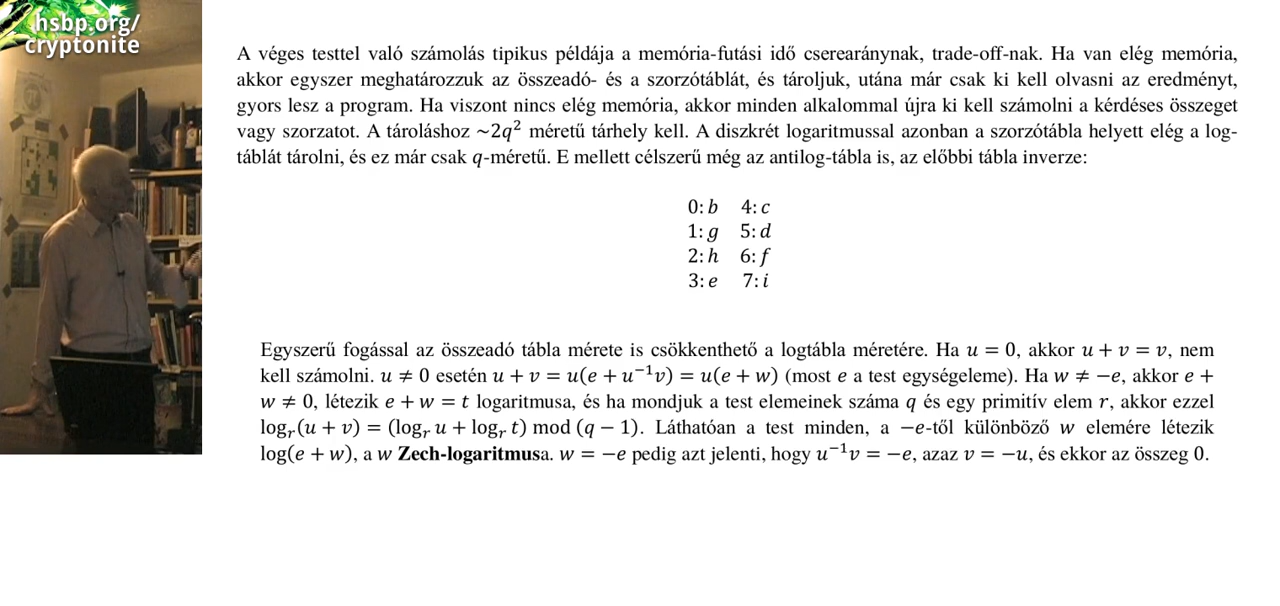 hsbp.org/
cryptonite
A véges testtel való számolás tipikus példája a memória-futási idő cserearánynak, trade-off-nak. Ha van elég memória,
akkor egyszer meghatározzuk az összeadó- és a szorzótáblát, és tároljuk, utána már csak ki kell olvasni az eredményt,
gyors lesz a program. Ha viszont nincs elég memória, akkor minden alkalommal újra ki kell számolni a kérdéses összeget
vagy szorzatot. A tároláshoz ~2q² méretű tárhely kell. A diszkrét logaritmussal azonban a szorzótábla helyett elég a log-
táblát tárolni, és ez már csak q-méretű. E mellett célszerű még az antilog-tábla is, az előbbi tábla inverze:
0: b 4: c
1: g 5: d
2: h 6: f
3: e 7: i
Egyszerű fogással az összeadó tábla mérete is csökkenthető a logtábla méretére. Ha u = 0, akkor u + v = v, nem
kell számolni. u ≠ 0 esetén u + v = u(e + u⁻¹v) = u(e + w) (most e a test egységeleme). Ha w ≠ −e, akkor e +
w ≠ 0, létezik e + w = t logaritmusa, és ha mondjuk a test elemeinek száma q és egy primitív elem r, akkor ezzel
logᵣ(u + v) = (logᵣ u + logᵣ t) mod (q − 1). Láthatóan a test minden, a −e-től különböző w elemére létezik
log(e + w), a w Zech-logaritmusa. w = −e pedig azt jelenti, hogy u⁻¹v = −e, azaz v = −u, és ekkor az összeg 0.